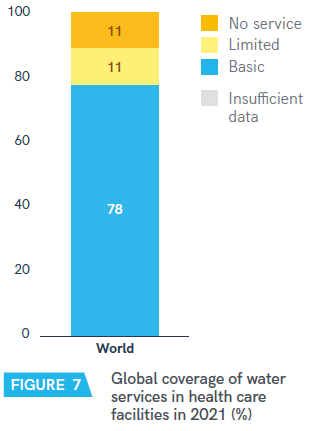 100
80
60
40
20
0
11
11
78
World
No service
Limited
Basic
Insufficient
data
FIGURE 7
Global coverage of water
services in health care
facilities in 2021 (%)